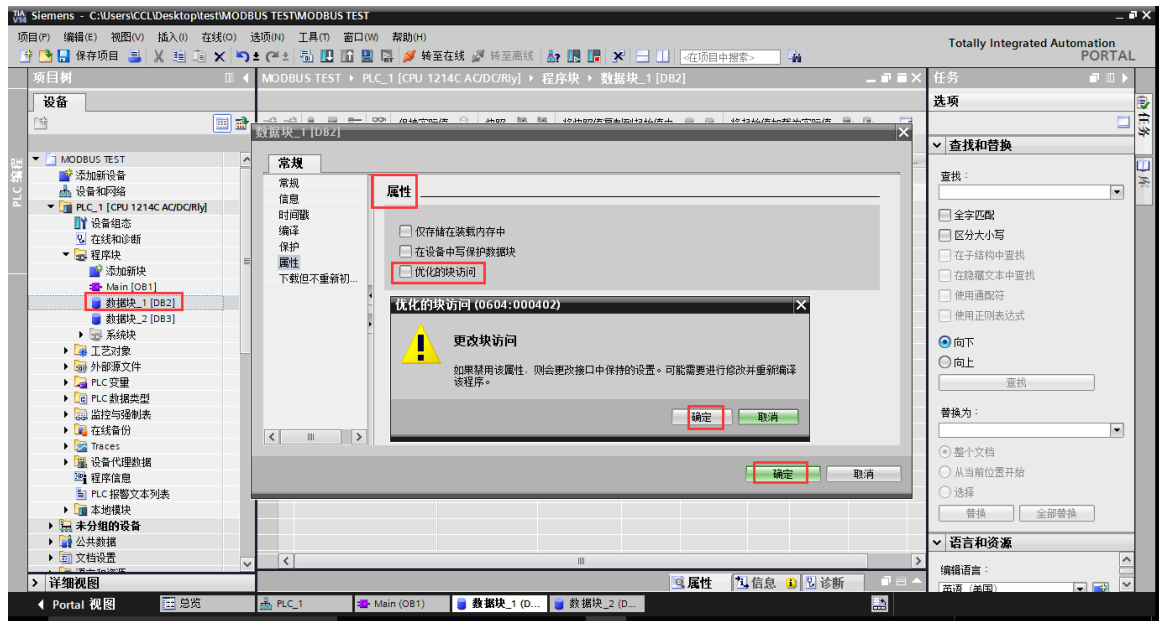 Siemens - C:\Users\CCL\Desktop\test\MODBUS TEST\MODBUS TEST
项目(P) 编辑(E) 视图(V) 插入(I) 在线(O) 选项(N) 工具(T) 窗口(W) 帮助(H)
Totally Integrated Automation
PORTAL
保存项目 转至在线 转至离线 <在项目中搜索>
项目树
MODBUS TEST ▸ PLC_1 [CPU 1214C AC/DC/Rly] ▸ 程序块 ▸ 数据块_1 [DB2]
任务
设备
选项
PLC 编程
MODBUS TEST
添加新设备
设备和网络
PLC_1 [CPU 1214C AC/DC/Rly]
设备组态
在线和诊断
程序块
添加新块
Main [OB1]
数据块_1 [DB2]
数据块_2 [DB3]
系统块
工艺对象
外部源文件
PLC 变量
PLC 数据类型
监控与强制表
在线备份
Traces
设备代理数据
程序信息
PLC 报警文本列表
本地模块
未分组的设备
公共数据
文档设置
详细视图
数据块_1 [DB2]
常规
常规
信息
时间戳
编译
保护
属性
下载但不重新初...
属性
仅存储在装载内存中
在设备中写保护数据块
优化的块访问
优化的块访问 (0604:000402)
更改块访问
如果禁用该属性，则会更改接口中保持的设置。可能需要进行修改并重新编译
该程序。
确定 取消
确定 取消
查找和替换
查找：
全字匹配
区分大小写
在子结构中查找
在隐藏文本中查找
使用通配符
使用正则表达式
向下
向上
查找
替换为：
整个文档
从当前位置开始
选择
替换 全部替换
语言和资源
编辑语言：
英语（美国）
任务
库
属性 信息 诊断
Portal 视图 总览 PLC_1 Main (OB1) 数据块_1 (D... 数据块_2 (D...